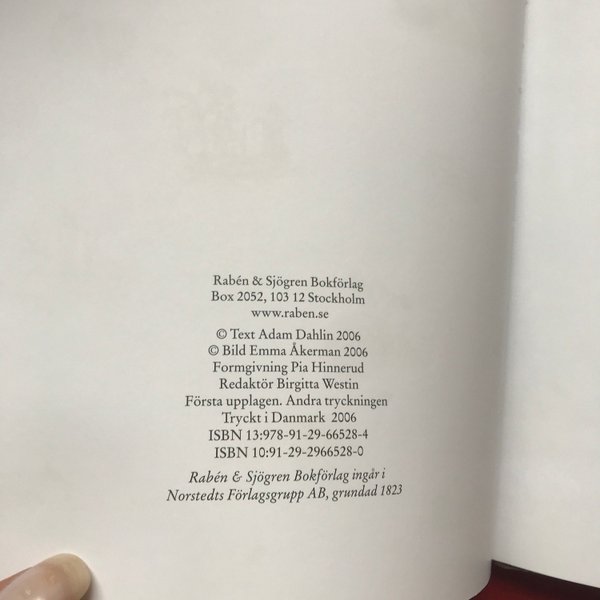 Rabén & Sjögren Bokförlag
Box 2052, 103 12 Stockholm
www.raben.se
© Text Adam Dahlin 2006
© Bild Emma Åkerman 2006
Formgivning Pia Hinnerud
Redaktör Birgitta Westin
Första upplagen. Andra tryckningen
Tryckt i Danmark 2006
ISBN 13:978-91-29-66528-4
ISBN 10:91-29-2966528-0
Rabén & Sjögren Bokförlag ingår i
Norstedts Förlagsgrupp AB, grundad 1823